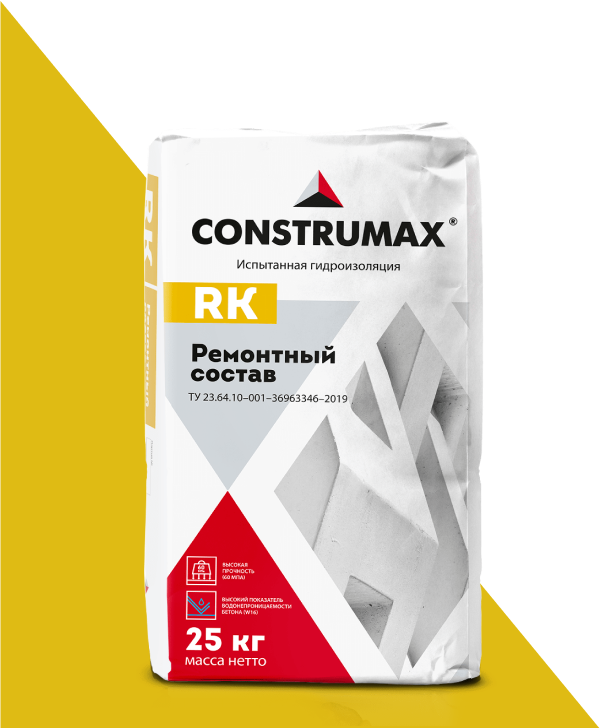 CONSTRUMAX®
Испытанная гидроизоляция
RK
RK
Ремонтный
состав
ТУ 23.64.10–001–36963346–2019
ВЫСОКАЯ
ПРОЧНОСТЬ
(60 МПА)
ВЫСОКИЙ ПОКАЗАТЕЛЬ
ВОДОНЕПРОНИЦАЕМОСТИ
БЕТОНА (W16)
25 кг
масса нетто